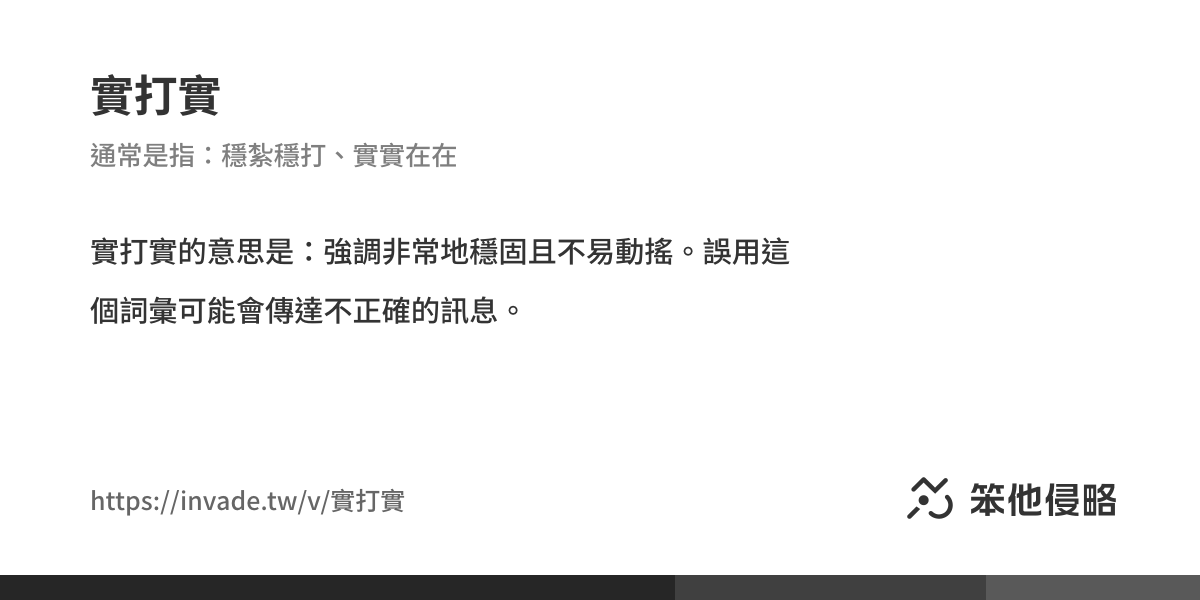 實打實
通常是指：穩紮穩打、實實在在
實打實的意思是：強調非常地穩固且不易動搖。誤用這
個詞彙可能會傳達不正確的訊息。
https://invade.tw/v/實打實
笨他侵略